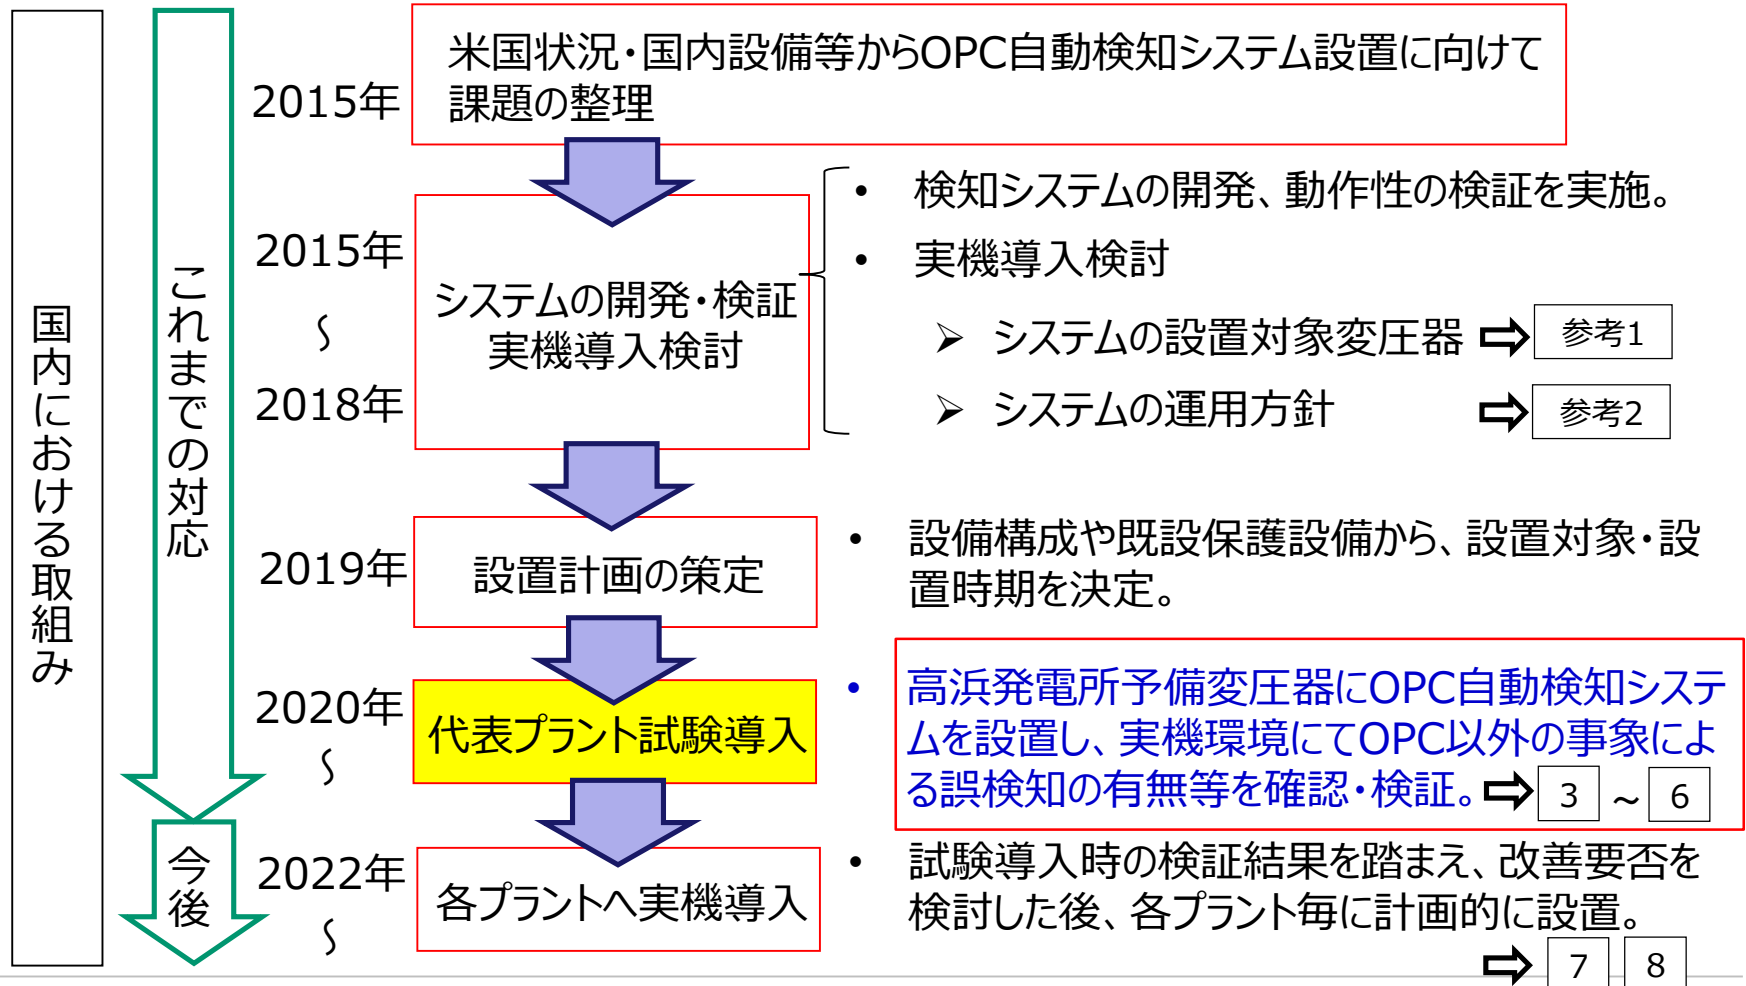 国内における取組み
これまでの対応
今後
2015年
米国状況・国内設備等からOPC自動検知システム設置に向けて
課題の整理
2015年
～
2018年
システムの開発・検証
実機導入検討
• 検知システムの開発、動作性の検証を実施。
• 実機導入検討
➢ システムの設置対象変圧器 ⇨ 参考1
➢ システムの運用方針 ⇨ 参考2
2019年
設置計画の策定
• 設備構成や既設保護設備から、設置対象・設
置時期を決定。
2020年
～
代表プラント試験導入
• 高浜発電所予備変圧器にOPC自動検知システ
ムを設置し、実機環境にてOPC以外の事象によ
る誤検知の有無等を確認・検証。⇨ 3 ～ 6
2022年
～
各プラントへ実機導入
• 試験導入時の検証結果を踏まえ、改善要否を
検討した後、各プラント毎に計画的に設置。
⇨ 7 8